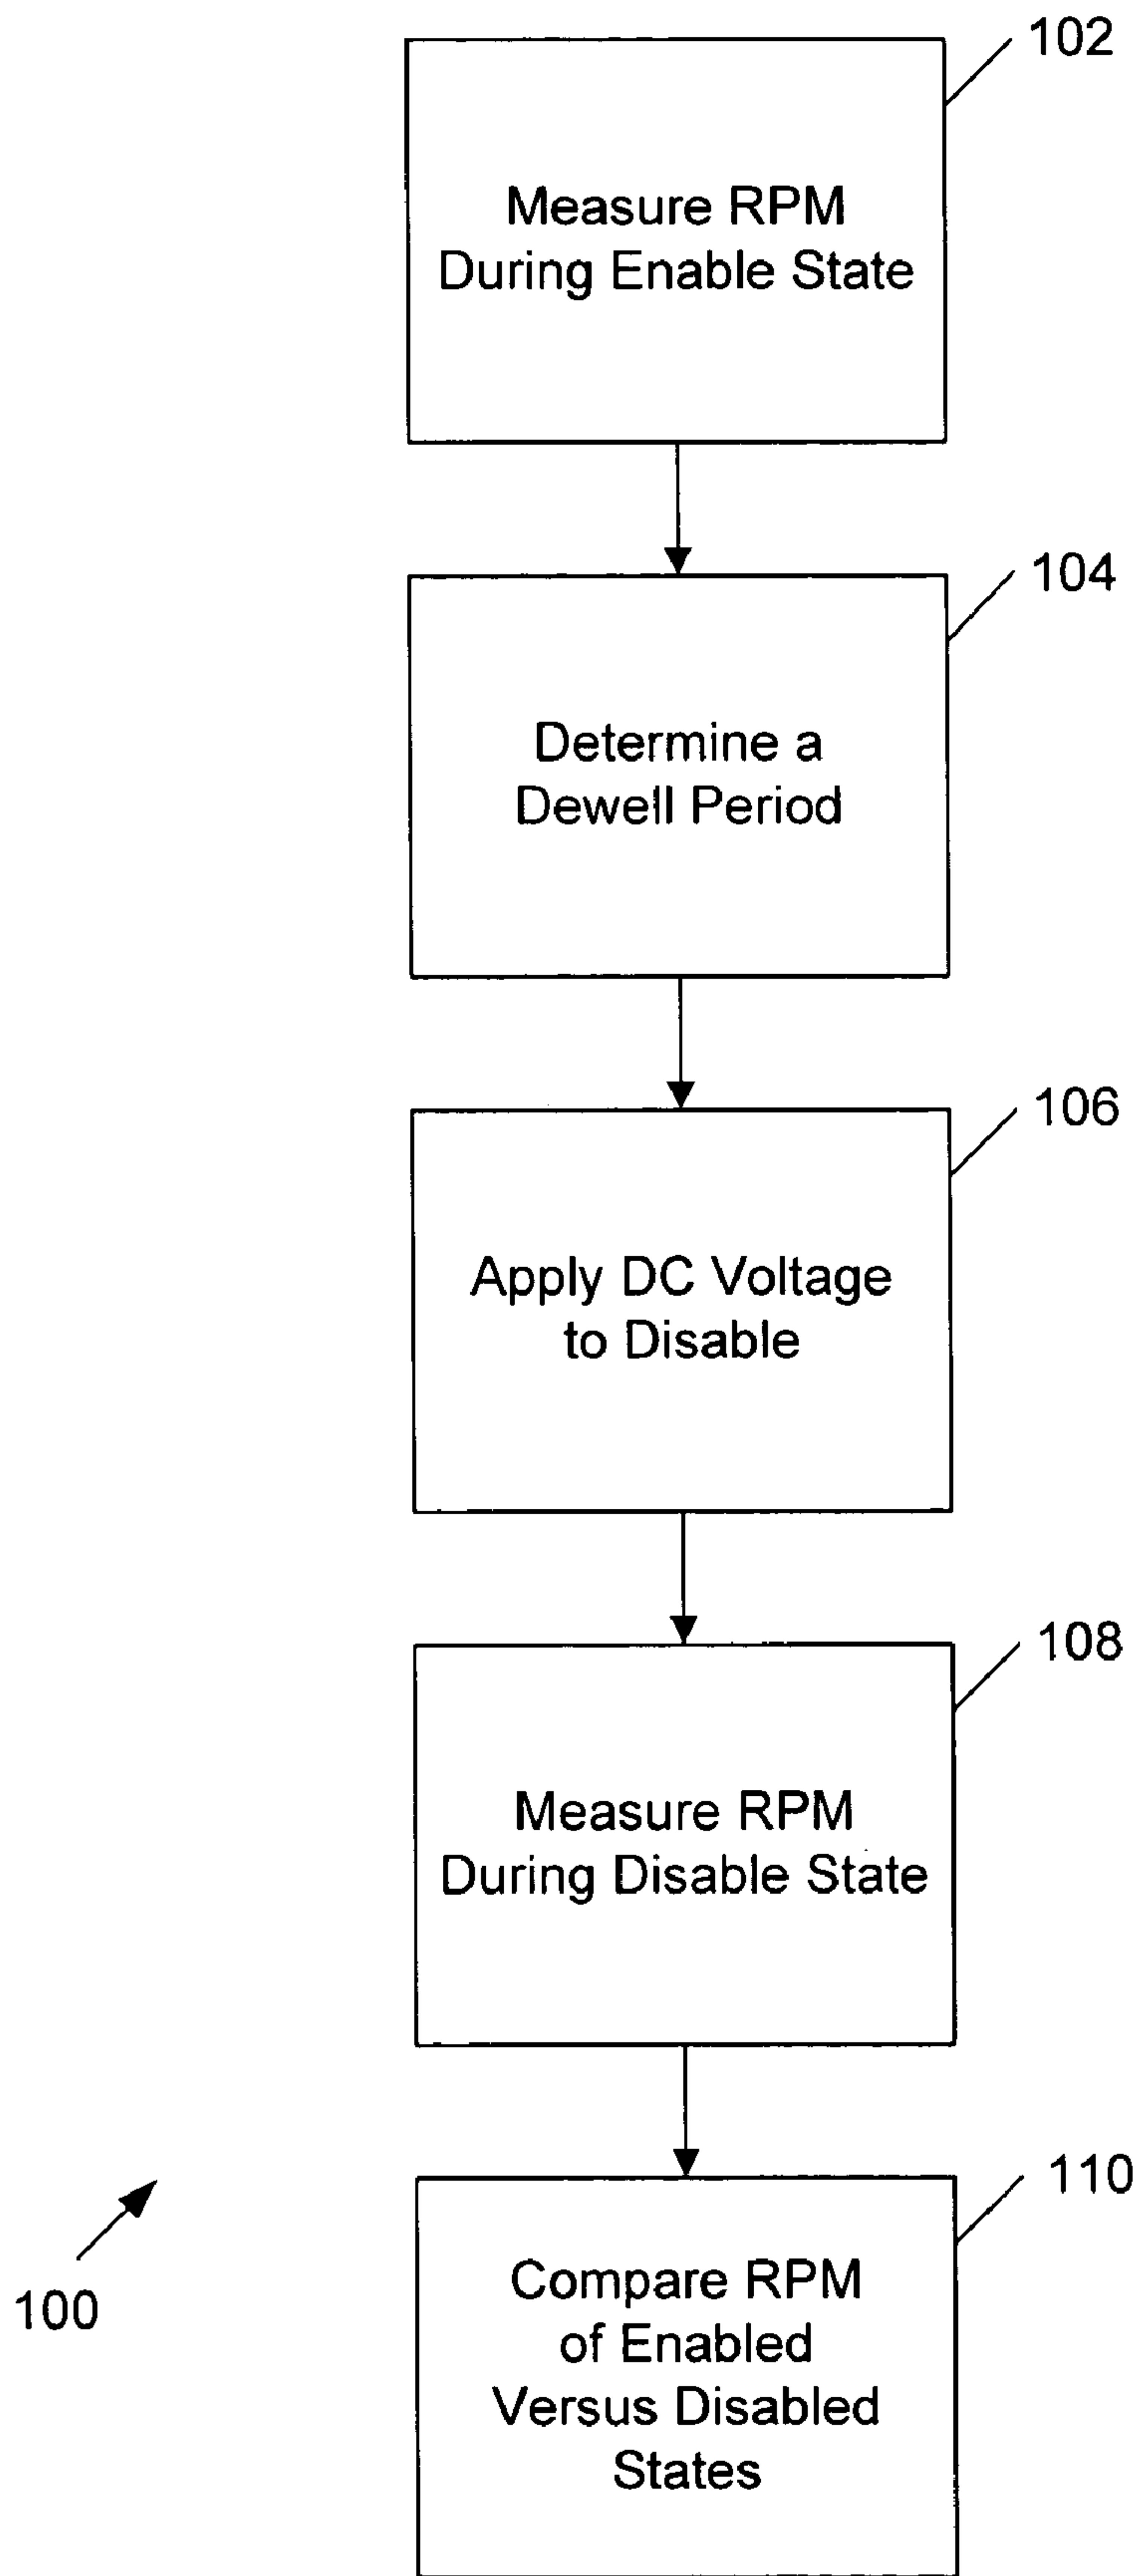 102
Measure RPM
During Enable State
104
Determine a
Dewell Period
106
Apply DC Voltage
to Disable
108
Measure RPM
During Disable State
110
Compare RPM
of Enabled
Versus Disabled
States
100